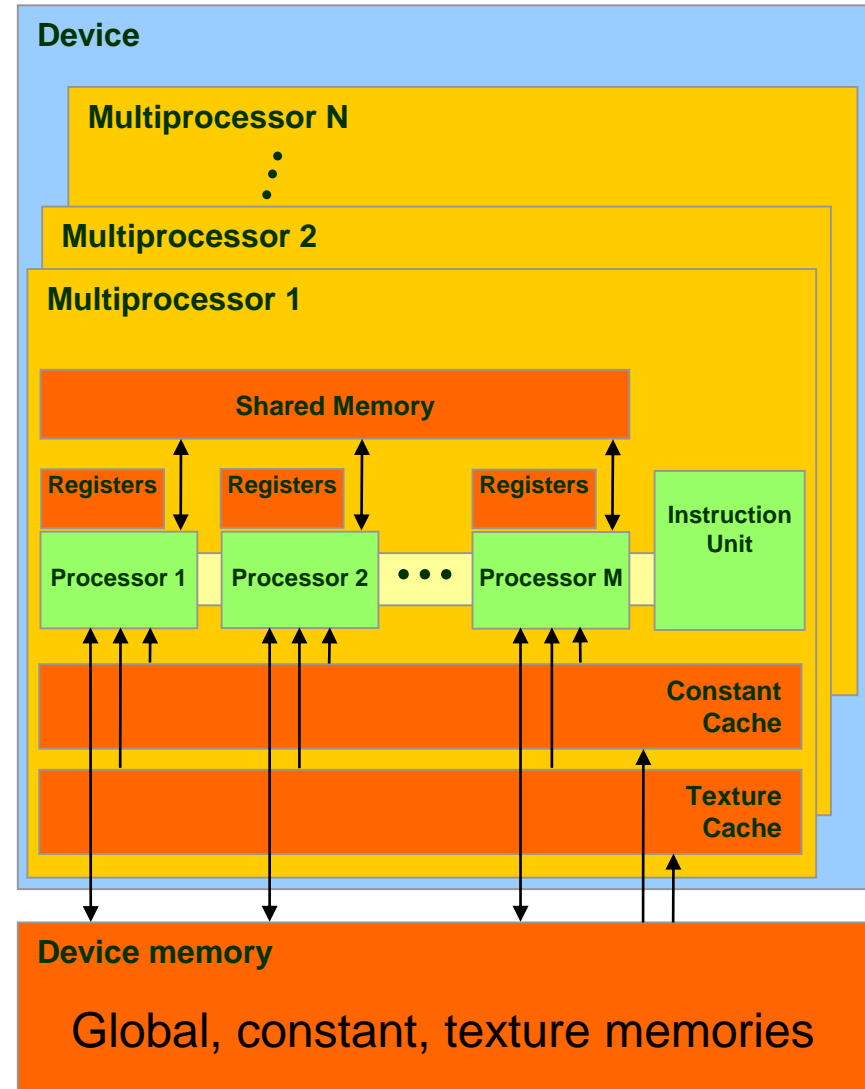 Device
Multiprocessor N
Multiprocessor 2
Multiprocessor 1
Shared Memory
Registers
Registers
Registers
Instruction
Unit
Processor 1
Processor 2
•••
Processor M
Constant
Cache
Texture
Cache
Device memory
Global, constant, texture memories